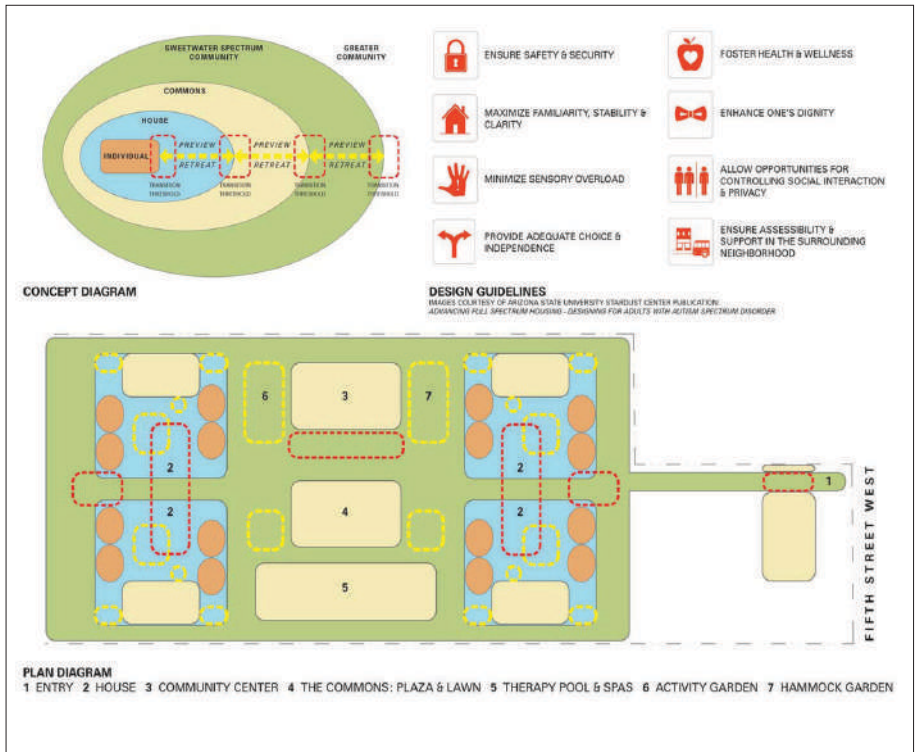 SWEETWATER SPECTRUM
COMMUNITY
GREATER
COMMUNITY
COMMONS
HOUSE
INDIVIDUAL
PREVIEW
PREVIEW
PREVIEW
RETREAT
RETREAT
RETREAT
TRANSITION
THRESHOLD
TRANSITION
THRESHOLD
TRANSITION
THRESHOLD
TRANSITION
THRESHOLD
CONCEPT DIAGRAM
ENSURE SAFETY & SECURITY
MAXIMIZE FAMILIARITY, STABILITY &
CLARITY
MINIMIZE SENSORY OVERLOAD
PROVIDE ADEQUATE CHOICE &
INDEPENDENCE
FOSTER HEALTH & WELLNESS
ENHANCE ONE'S DIGNITY
ALLOW OPPORTUNITIES FOR
CONTROLLING SOCIAL INTERACTION
& PRIVACY
ENSURE ASSESSIBILITY &
SUPPORT IN THE SURROUNDING
NEIGHBORHOOD
DESIGN GUIDELINES
IMAGES COURTESY OF ARIZONA STATE UNIVERSITY STARDUST CENTER PUBLICATION:
ADVANCING FULL SPECTRUM HOUSING - DESIGNING FOR ADULTS WITH AUTISM SPECTRUM DISORDER
6
3
7
2
2
1
2
4
2
5
FIFTH STREET WEST
PLAN DIAGRAM
1 ENTRY 2 HOUSE 3 COMMUNITY CENTER 4 THE COMMONS: PLAZA & LAWN 5 THERAPY POOL & SPAS 6 ACTIVITY GARDEN 7 HAMMOCK GARDEN